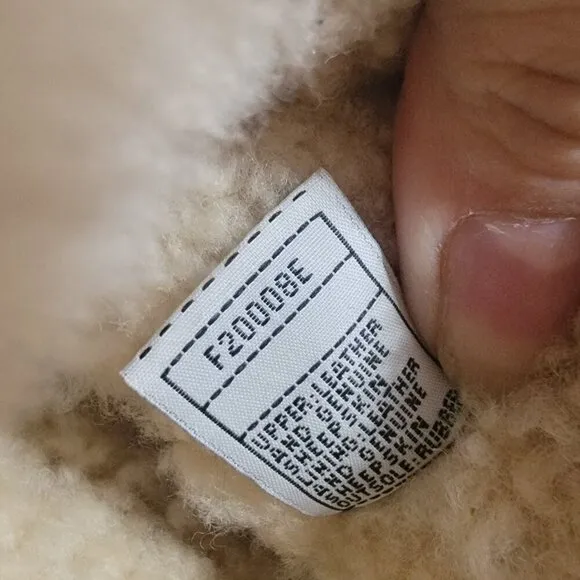 F20008E
UPPER:LEATHER
AND GENUINE
SHEEPSKIN
LINING:LEATHER
AND GENUINE
SHEEPSKIN
OUTSOLE:RUBBER